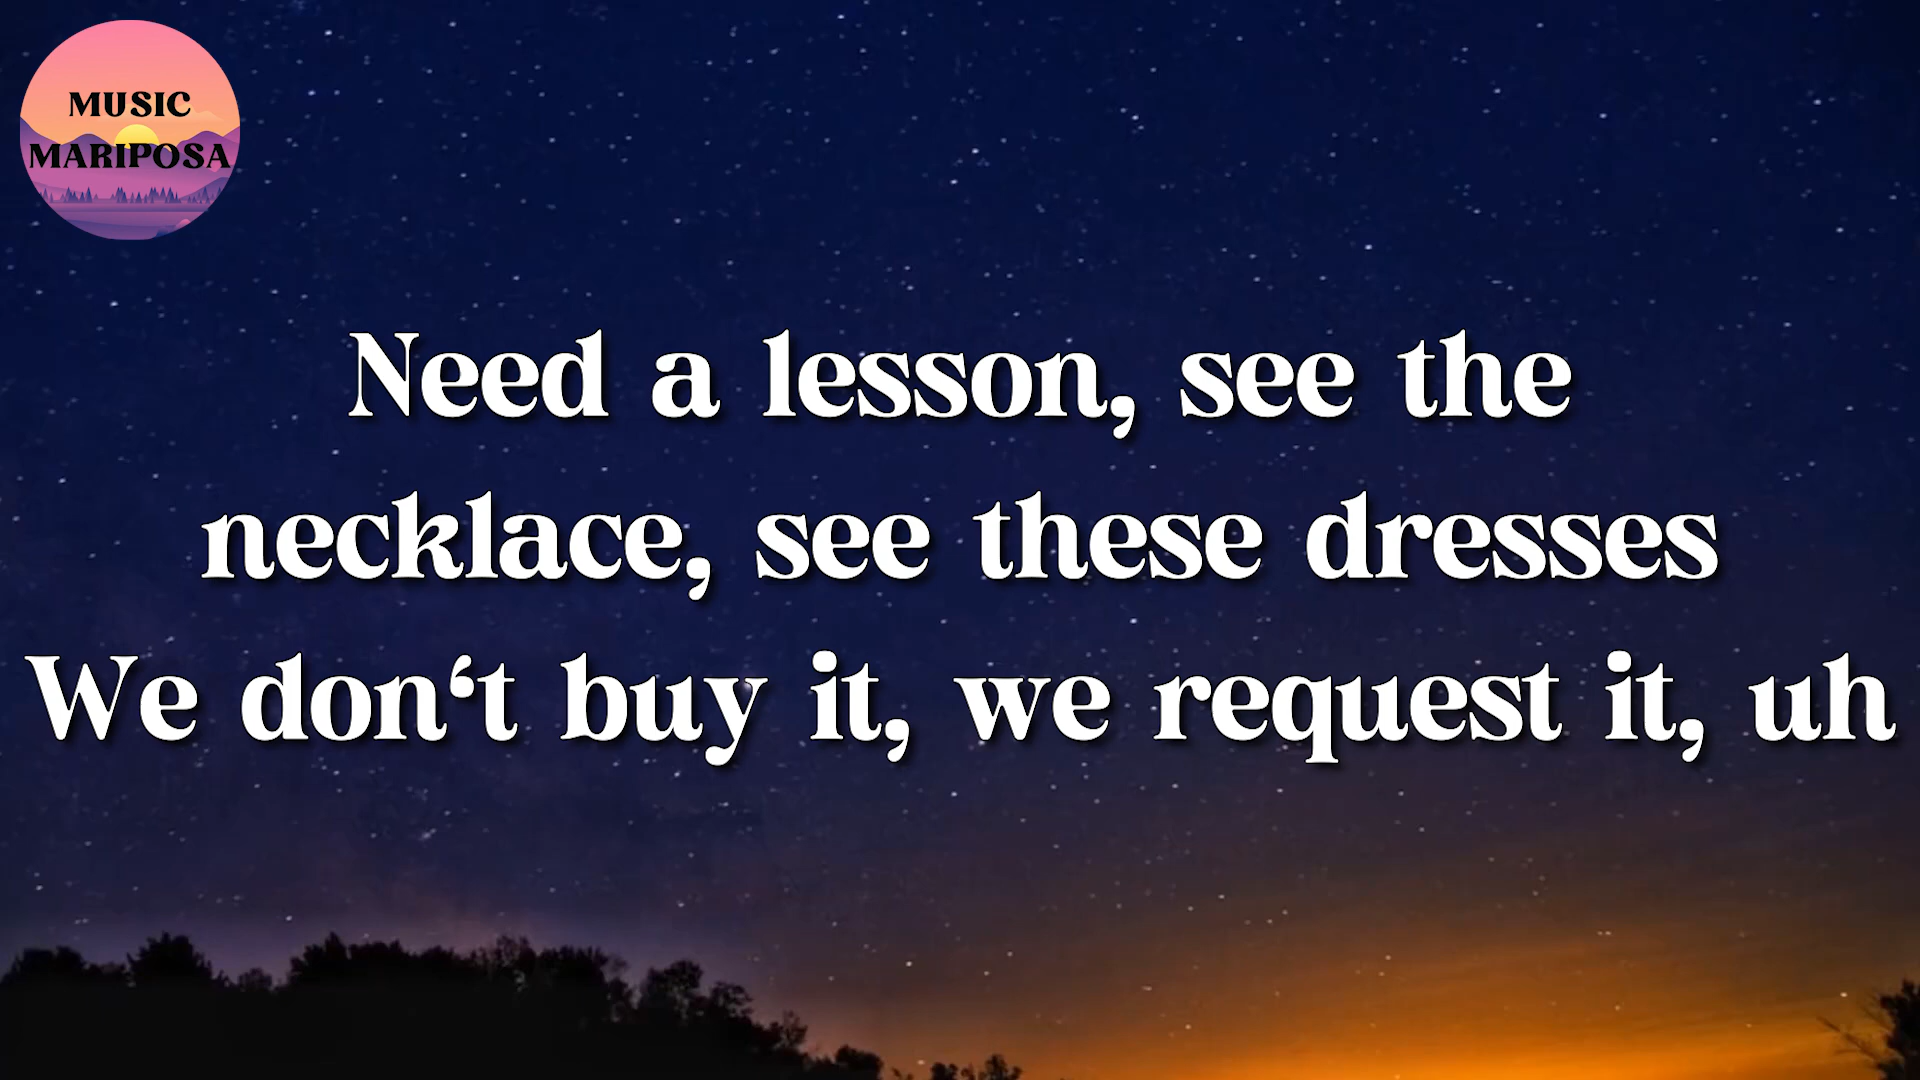 MUSIC
MARIPOSA
Need a lesson, see the
necklace, see these dresses
We don‘t buy it, we request it, uh